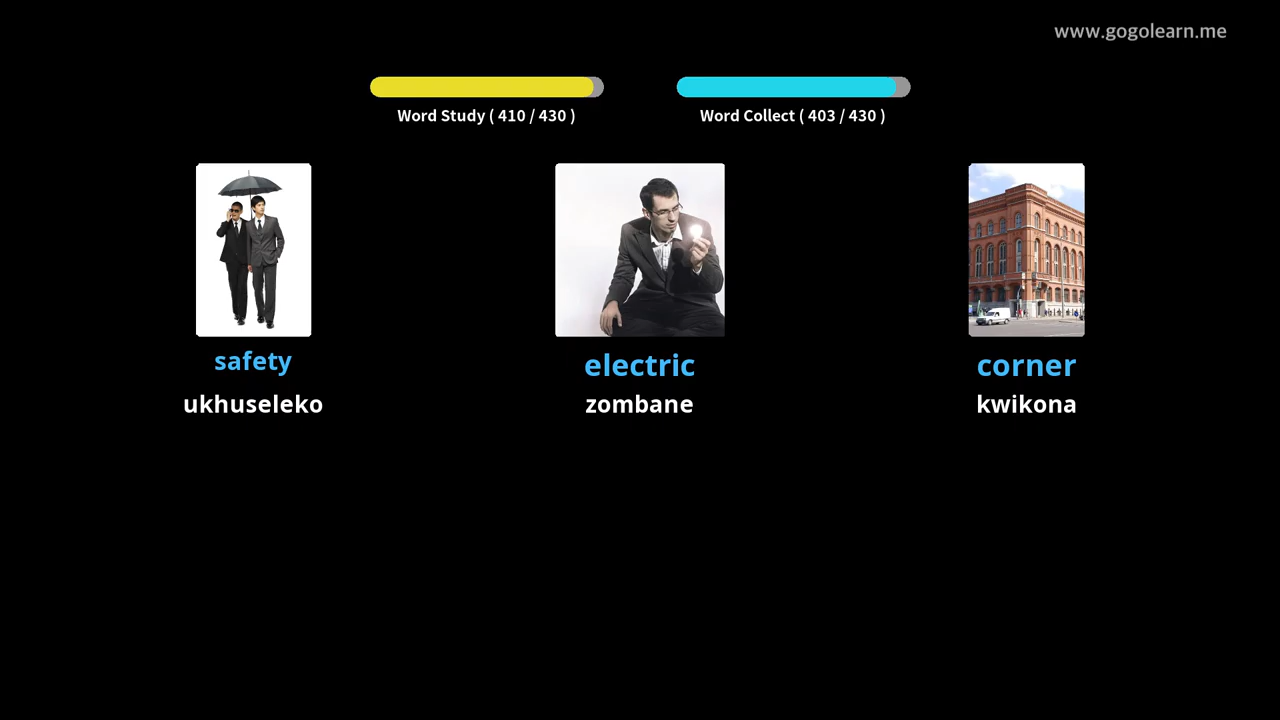 www.gogolearn.me
Word Study ( 410 / 430 )
Word Collect ( 403 / 430 )
safety
electric
corner
ukhuseleko
zombane
kwikona